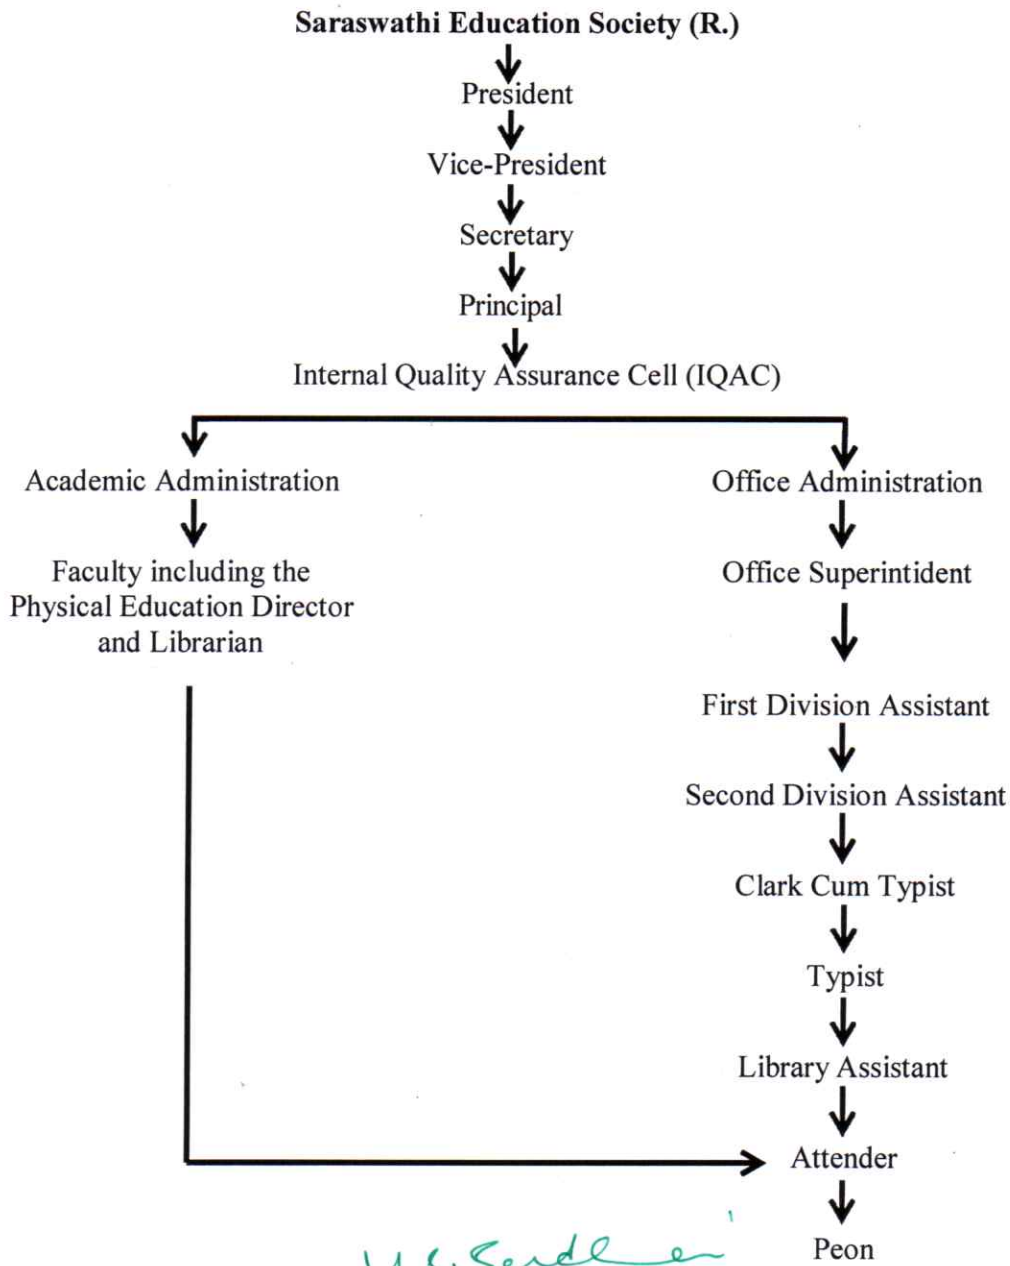 Saraswathi Education Society (R.)
President
Vice-President
Secretary
Principal
Internal Quality Assurance Cell (IQAC)
Academic Administration
Office Administration
Faculty including the
Physical Education Director
and Librarian
Office Superintident
First Division Assistant
Second Division Assistant
Clark Cum Typist
Typist
Library Assistant
Attender
Peon